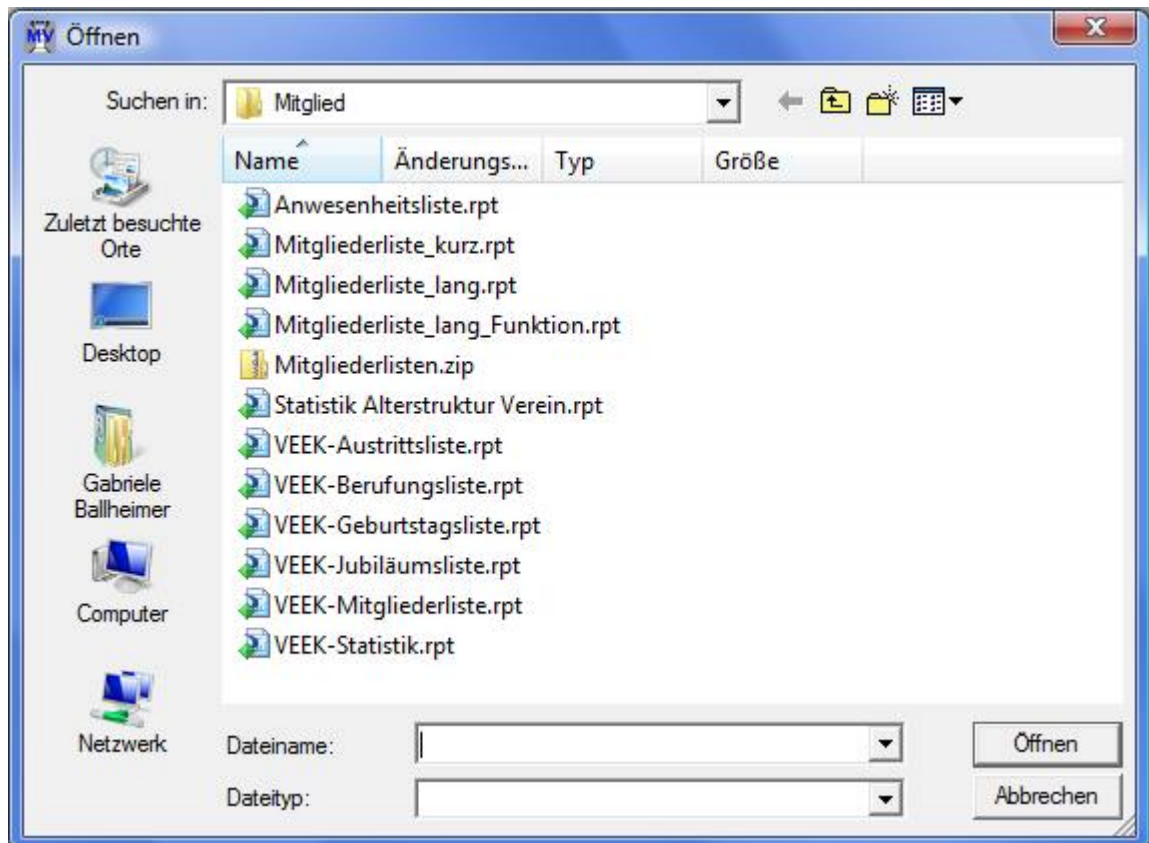 MV Öffnen
Suchen in: Mitglied
Name Änderungs... Typ Größe
Anwesenheitsliste.rpt
Mitgliederliste_kurz.rpt
Mitgliederliste_lang.rpt
Mitgliederliste_lang_Funktion.rpt
Mitgliederlisten.zip
Statistik Alterstruktur Verein.rpt
VEEK-Austrittsliste.rpt
VEEK-Berufungsliste.rpt
VEEK-Geburtstagsliste.rpt
VEEK-Jubiläumsliste.rpt
VEEK-Mitgliederliste.rpt
VEEK-Statistik.rpt
Zuletzt besuchte
Orte
Desktop
Gabriele
Ballheimer
Computer
Netzwerk
Dateiname:
Öffnen
Dateityp:
Abbrechen